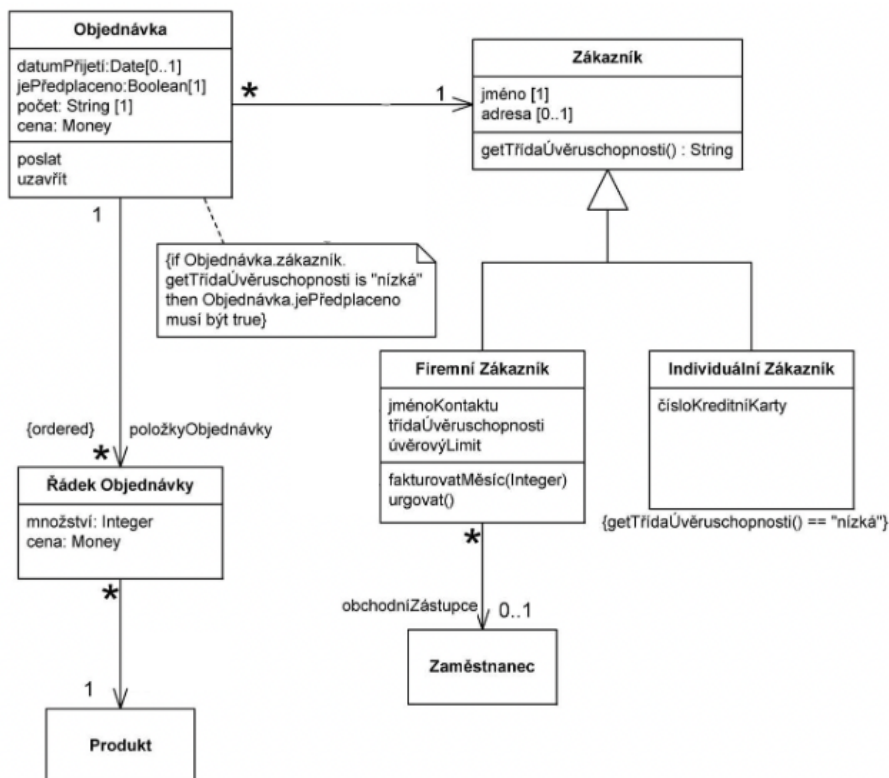 Objednávka
datumPřijetí:Date[0..1]
jePředplaceno:Boolean[1]
počet: String [1]
cena: Money
poslat
uzavřít
*
1
Zákazník
jméno [1]
adresa [0..1]
getTřídaÚvěruschopnosti() : String
1
{if Objednávka.zákazník.
getTřídaÚvěruschopnosti is "nízká"
then Objednávka.jePředplaceno
musí být true}
Firemní Zákazník
jménoKontaktu
třídaÚvěruschopnosti
úvěrovýLimit
fakturovatMěsíc(Integer)
urgovat()
Individuální Zákazník
čísloKreditníKarty
{getTřídaÚvěruschopnosti() == "nízká"}
{ordered}
položkyObjednávky
*
Řádek Objednávky
množství: Integer
cena: Money
*
*
obchodníZástupce
0..1
Zaměstnanec
1
Produkt